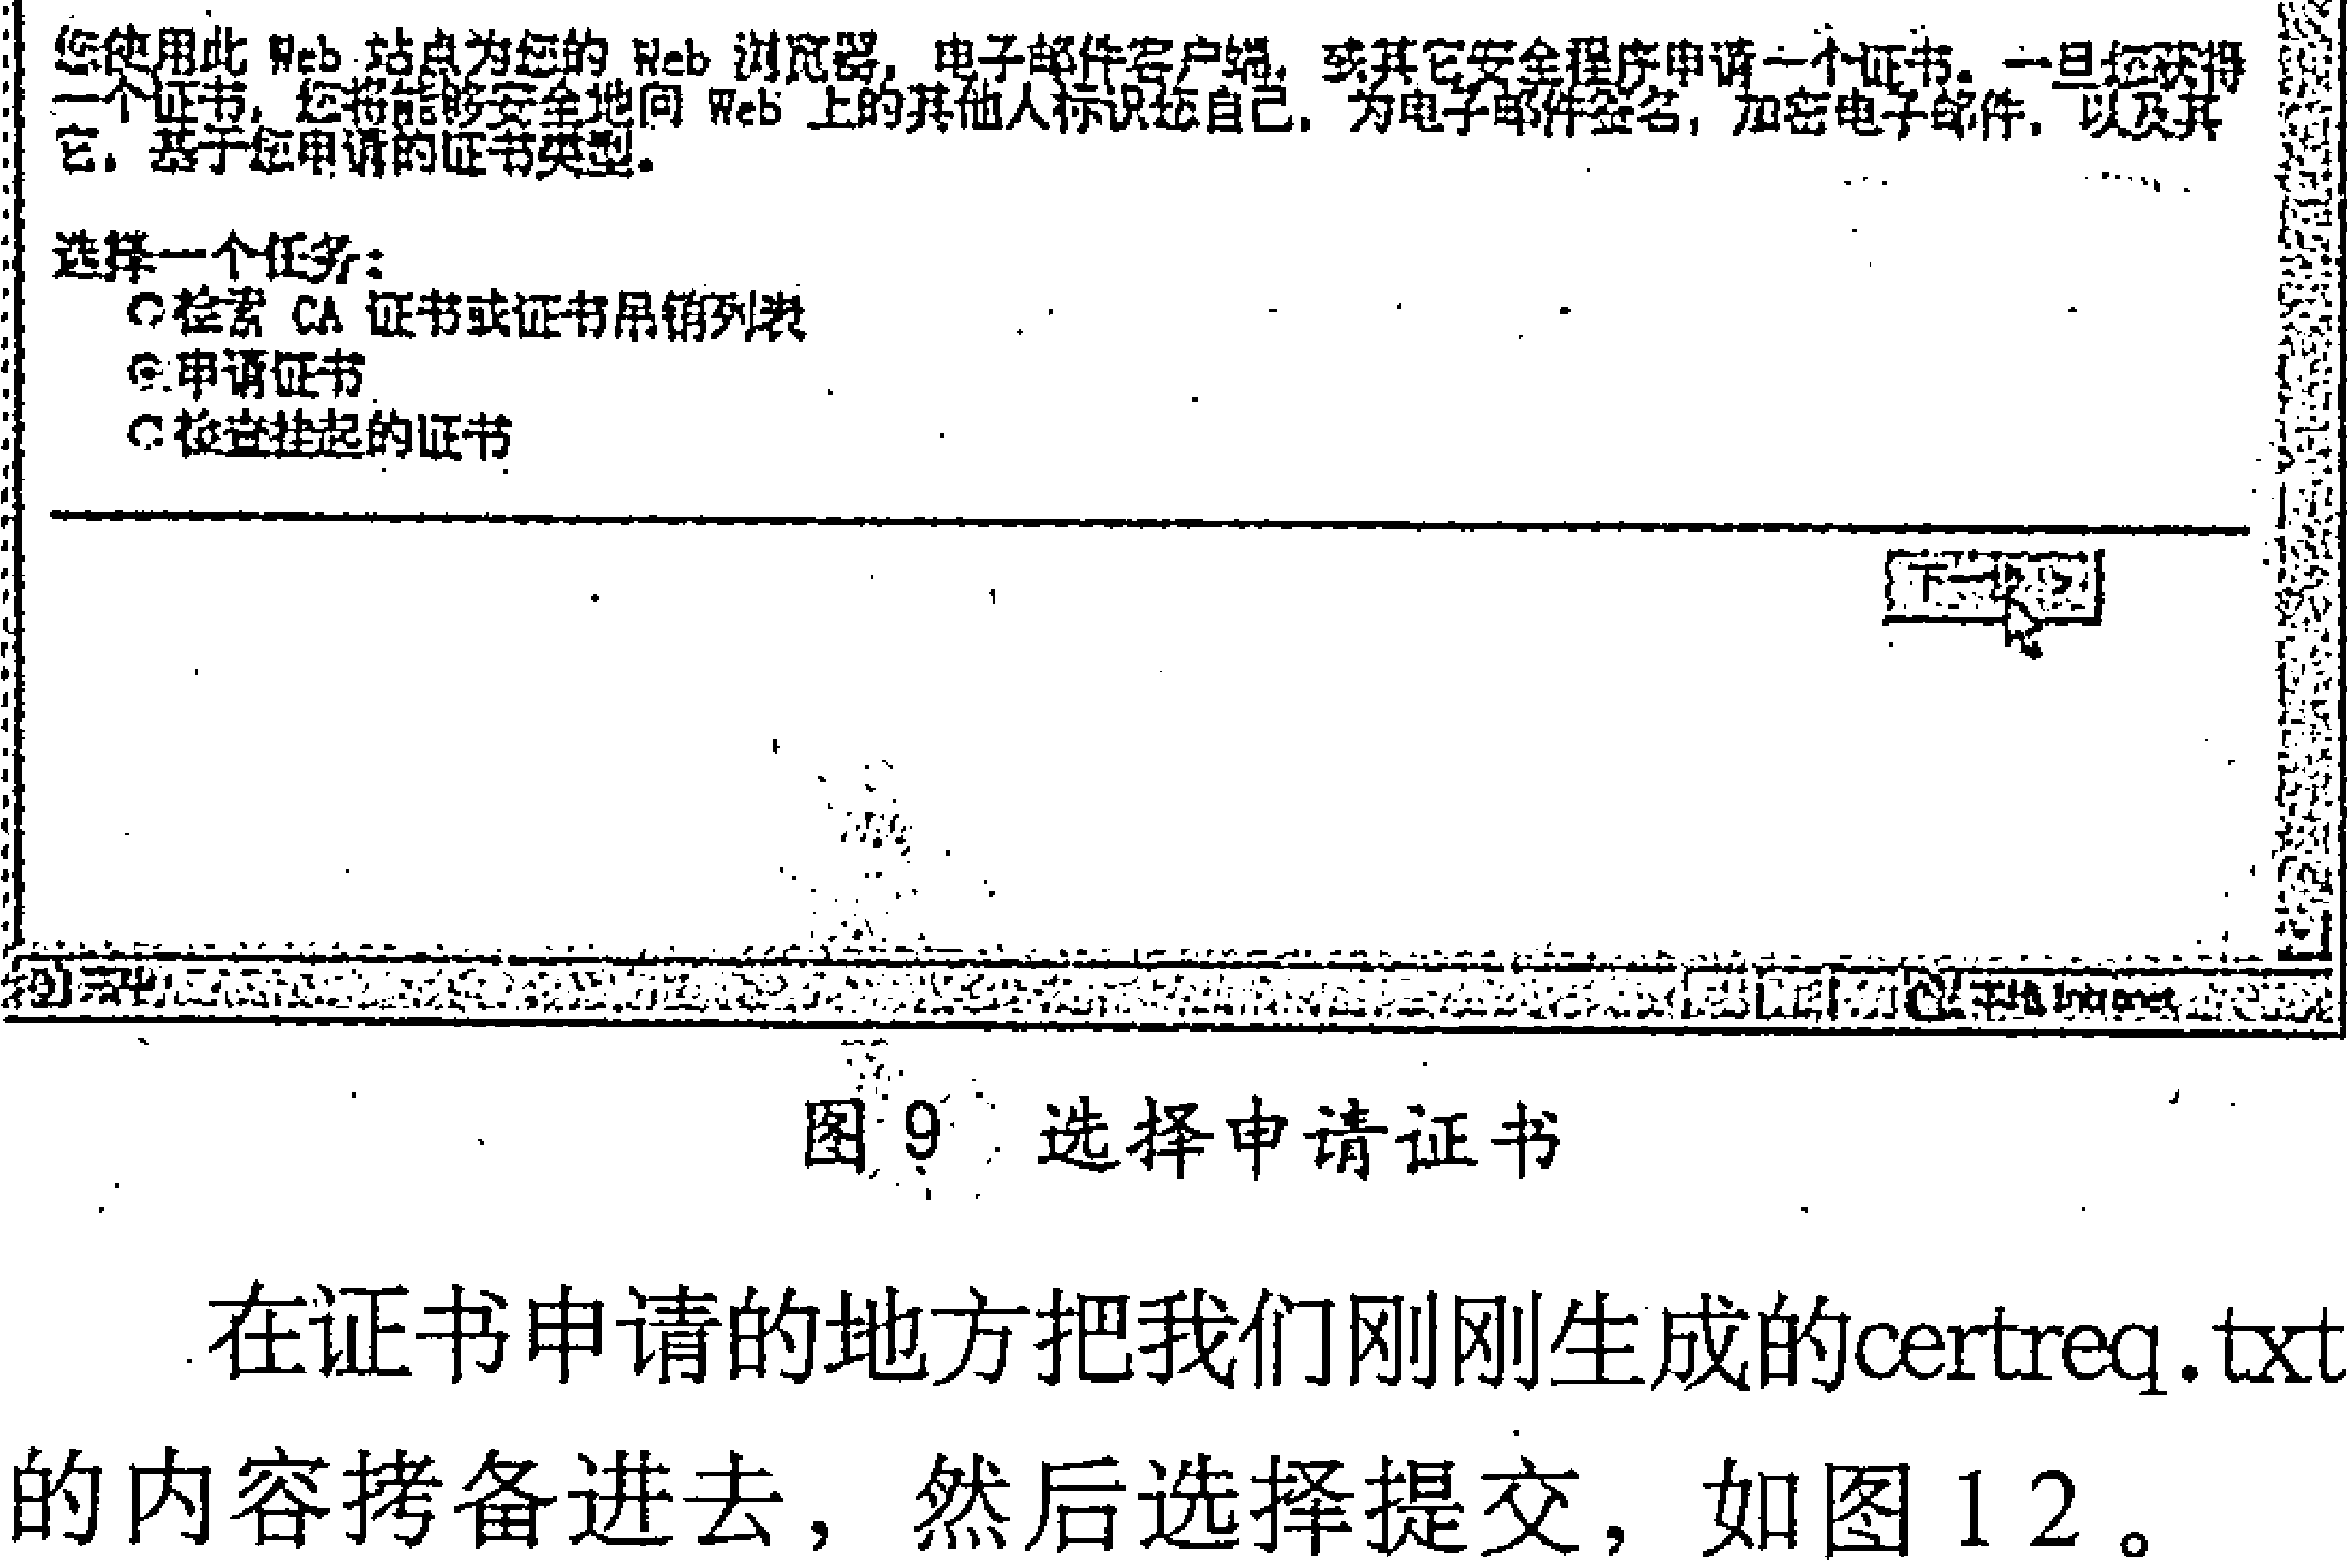 您使用此 Web 站点为您的 Web 浏览器，电子邮件客户端，或其它安全程序申请一个证书。一旦您获得
一个证书，您将能够安全地向 Web 上的其他人标识您自己，为电子邮件签名，加密电子邮件，以及其
它，基于您申请的证书类型。
选择一个任务：
检索 CA 证书或证书吊销列表
申请证书
检查挂起的证书
下一步 >
本地 Intranet
图 9 选择申请证书
在证书申请的地方把我们刚刚生成的certreq.txt
的内容拷备进去，然后选择提交，如图12。